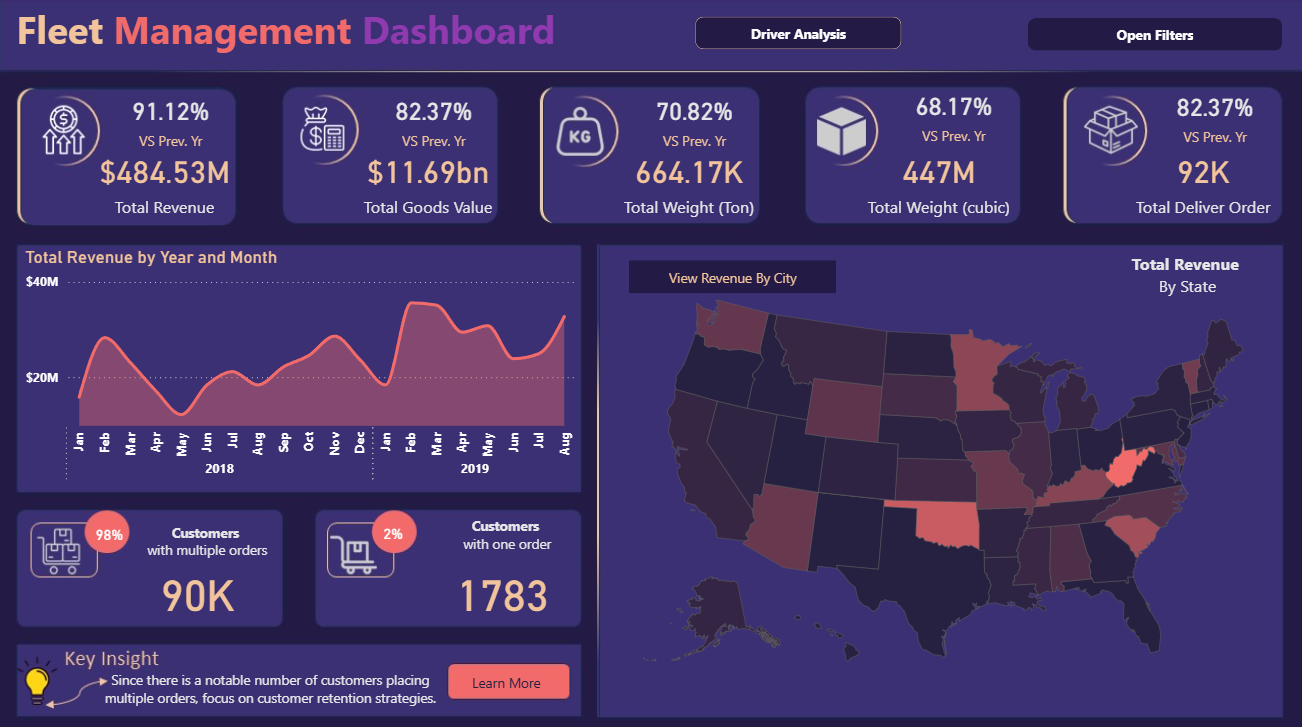 Fleet Management Dashboard
Driver Analysis
Open Filters
91.12%
VS Prev. Yr
$484.53M
Total Revenue
82.37%
VS Prev. Yr
$11.69bn
Total Goods Value
KG
70.82%
VS Prev. Yr
664.17K
Total Weight (Ton)
68.17%
VS Prev. Yr
447M
Total Weight (cubic)
82.37%
VS Prev. Yr
92K
Total Deliver Order
Total Revenue by Year and Month
$40M
$20M
Jan Feb Mar Apr May Jun Jul Aug Sep Oct Nov Dec Jan Feb Mar Apr May Jun Jul Aug
2018 2019
View Revenue By City
Total Revenue
By State
98%
Customers
with multiple orders
90K
2%
Customers
with one order
1783
Key Insight
Since there is a notable number of customers placing
multiple orders, focus on customer retention strategies.
Learn More